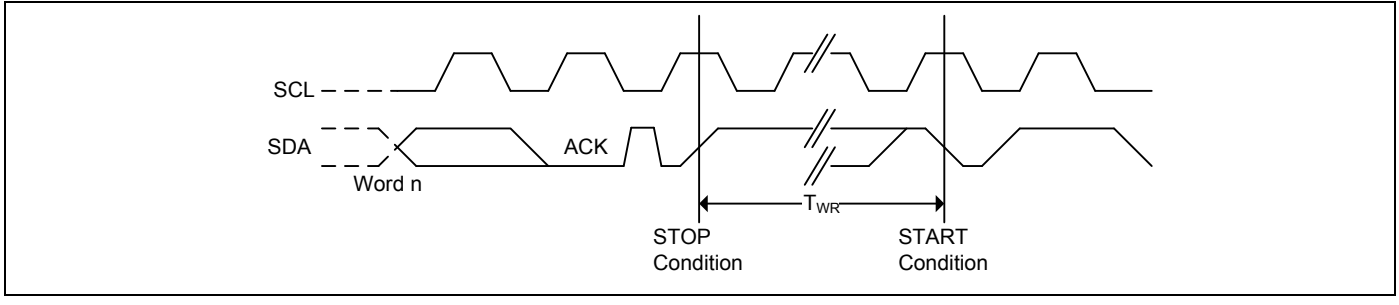 SCL
SDA
ACK
Word n
TWR
STOP
Condition
START
Condition